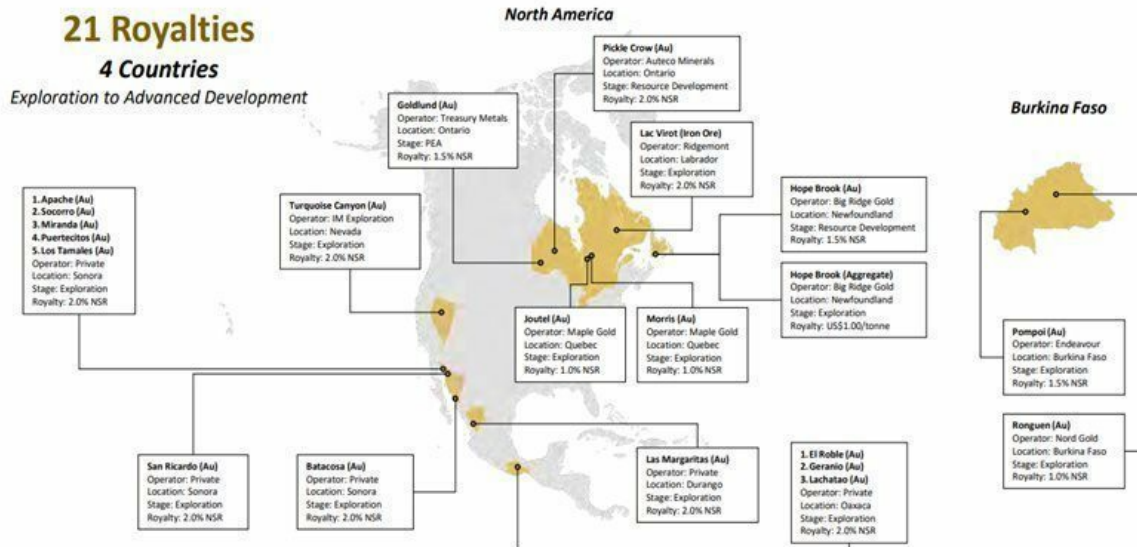 21 Royalties
4 Countries
Exploration to Advanced Development
North America
Burkina Faso
Pickle Crow (Au)
Operator: Auteco Minerals
Location: Ontario
Stage: Resource Development
Royalty: 2.0% NSR
Goldlund (Au)
Operator: Treasury Metals
Location: Ontario
Stage: PEA
Royalty: 1.5% NSR
Lac Virot (Iron Ore)
Operator: Ridgemont
Location: Labrador
Stage: Exploration
Royalty: 2.0% NSR
Hope Brook (Au)
Operator: Big Ridge Gold
Location: Newfoundland
Stage: Resource Development
Royalty: 1.5% NSR
1. Apache (Au)
2. Socorro (Au)
3. Miranda (Au)
4. Puertecitos (Au)
5. Los Tamales (Au)
Operator: Private
Location: Sonora
Stage: Exploration
Royalty: 2.0% NSR
Turquoise Canyon (Au)
Operator: IM Exploration
Location: Nevada
Stage: Exploration
Royalty: 2.0% NSR
Hope Brook (Aggregate)
Operator: Big Ridge Gold
Location: Newfoundland
Stage: Exploration
Royalty: US$1.00/tonne
Joutel (Au)
Operator: Maple Gold
Location: Quebec
Stage: Exploration
Royalty: 1.0% NSR
Morris (Au)
Operator: Maple Gold
Location: Quebec
Stage: Exploration
Royalty: 1.0% NSR
Pompoi (Au)
Operator: Endeavour
Location: Burkina Faso
Stage: Exploration
Royalty: 1.5% NSR
San Ricardo (Au)
Operator: Private
Location: Sonora
Stage: Exploration
Royalty: 2.0% NSR
Batacosa (Au)
Operator: Private
Location: Sonora
Stage: Exploration
Royalty: 2.0% NSR
Las Margaritas (Au)
Operator: Private
Location: Durango
Stage: Exploration
Royalty: 2.0% NSR
1. El Roble (Au)
2. Geranio (Au)
3. Lachatao (Au)
Operator: Private
Location: Oaxaca
Stage: Exploration
Royalty: 2.0% NSR
Ronguen (Au)
Operator: Nord Gold
Location: Burkina Faso
Stage: Exploration
Royalty: 1.0% NSR